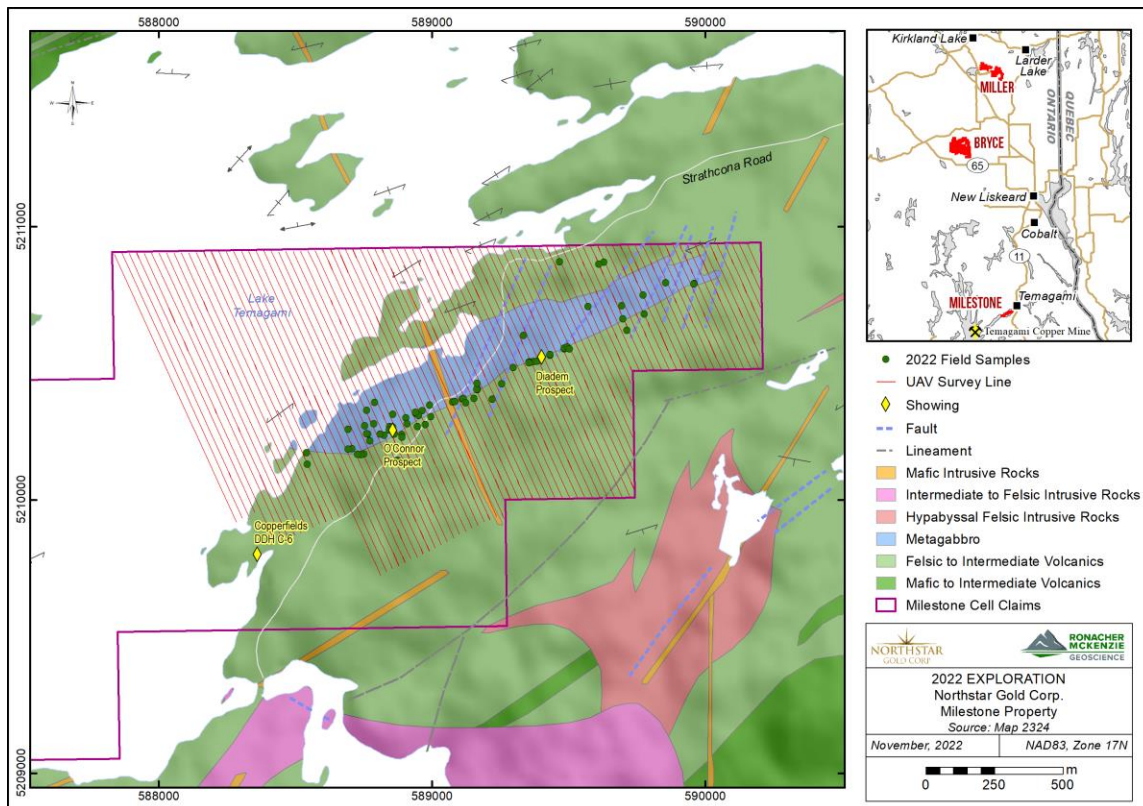 588000
589000
590000
5211000
5210000
5209000
588000
589000
590000
N
W
E
S
Strathcona Road
Lake
Temagami
Diadem
Prospect
O'Connor
Prospect
Copperfields
DDH C-6
Kirkland Lake
Larder
Lake
MILLER
QUEBEC
ONTARIO
BRYCE
65
New Liskeard
Cobalt
11
MILESTONE
Temagami
Temagami Copper Mine
2022 Field Samples
UAV Survey Line
Showing
Fault
Lineament
Mafic Intrusive Rocks
Intermediate to Felsic Intrusive Rocks
Hypabyssal Felsic Intrusive Rocks
Metagabbro
Felsic to Intermediate Volcanics
Mafic to Intermediate Volcanics
Milestone Cell Claims
NORTHSTAR
GOLD CORP
RONACHER
MCKENZIE
GEOSCIENCE
2022 EXPLORATION
Northstar Gold Corp.
Milestone Property
Source: Map 2324
November, 2022
NAD83, Zone 17N
m
0 250 500